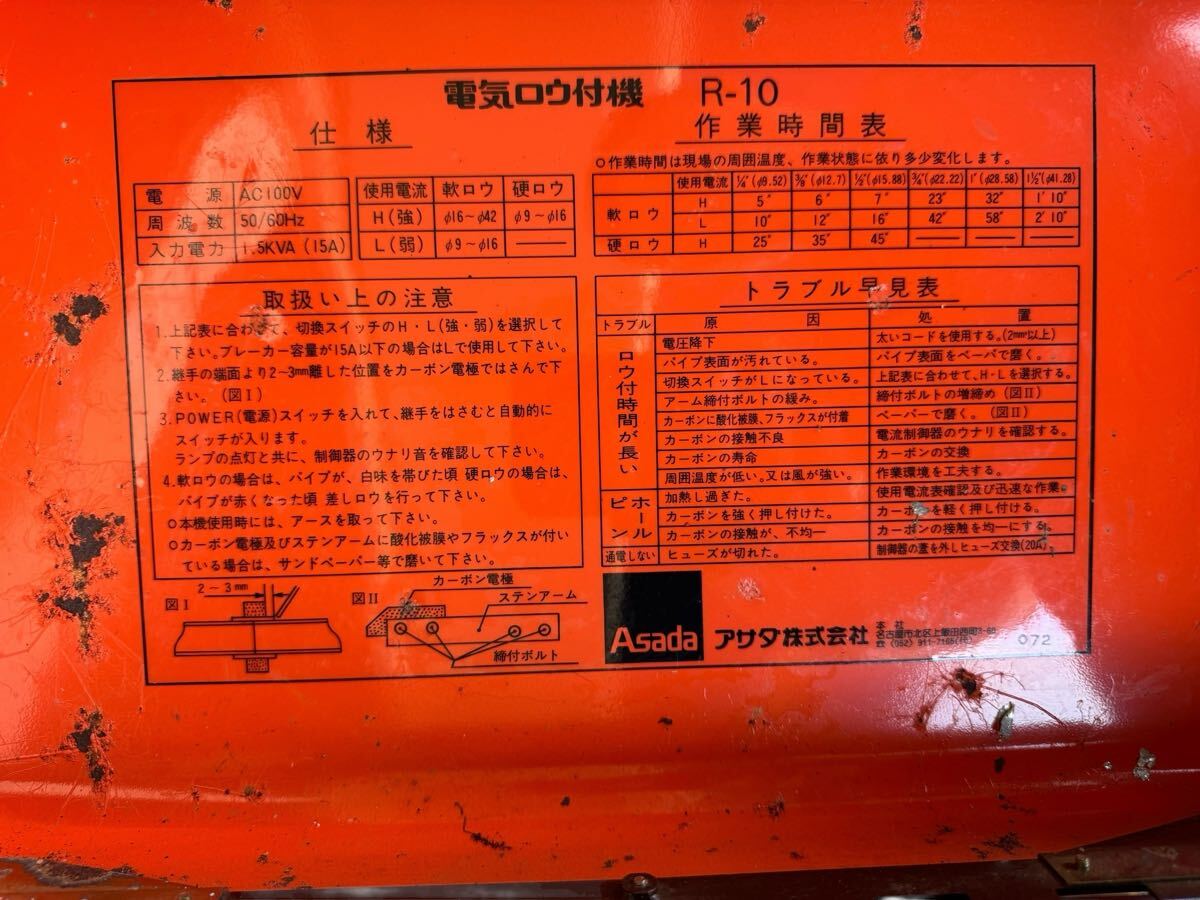 電気ロウ付機 R-10
仕様
電源 AC100V
周波数 50/60Hz
入力電力 1.5KVA (15A)
使用電流 軟ロウ 硬ロウ
H(強) φ16~φ42 φ9~φ16
L(弱) φ9~φ16 ――
作業時間表
○作業時間は現場の周囲温度、作業状態に依り多少変化します。
使用電流 ¼"(φ9.52) ⅜"(φ12.7) ½"(φ15.88) ¾"(φ22.22) 1"(φ28.58) 1½"(φ41.28)
軟ロウ
H 5" 6" 7" 23" 32" 1'10"
L 10" 12" 16" 42" 58" 2'10"
硬ロウ H 25" 35" 45" ―― ―― ――
取扱い上の注意
1.上記表に合わせて、切換スイッチのH・L(強・弱)を選択して
下さい。ブレーカー容量が15A以下の場合はLで使用して下さい。
2.継手の端面より2~3mm離した位置をカーボン電極ではさんで下
さい。(図I)
3.POWER(電源)スイッチを入れて、継手をはさむと自動的に
スイッチが入ります。
ランプの点灯と共に、制御器のウナリ音を確認して下さい。
4.軟ロウの場合は、パイプが、白味を帯びた頃 硬ロウの場合は、
パイプが赤くなった頃 差しロウを行って下さい。
○本機使用時には、アースを取って下さい。
○カーボン電極及びステンアームに酸化被膜やフラックスが付い
ている場合は、サンドペーパー等で磨いて下さい。
2~3mm
図I
図II
カーボン電極
ステンアーム
締付ボルト
トラブル早見表
トラブル 原因 処置
ロウ付時間が長い
電圧降下 太いコードを使用する。(2mm²以上)
パイプ表面が汚れている。 パイプ表面をペーパで磨く。
切換スイッチがLになっている。 上記表に合わせて、H・Lを選択する。
アーム締付ボルトの緩み。 締付ボルトの増締め(図II)
カーボンに酸化被膜、フラックスが付着 ペーパーで磨く。(図II)
カーボンの接触不良 電流制御器のウナリを確認する。
カーボンの寿命 カーボンの交換
周囲温度が低い。又は風が強い。 作業環境を工夫する。
ピンホール
加熱し過ぎた。 使用電流表確認及び迅速な作業。
カーボンを強く押し付けた。 カーボンを軽く押し付ける。
カーボンの接触が、不均一 カーボンの接触を均一にする。
通電しない ヒューズが切れた。 制御器の蓋を外しヒューズ交換(20A)
Asada
アサダ株式会社
本社
名古屋市北区上飯田西町3-60
☎(052) 911-7165(代)
072